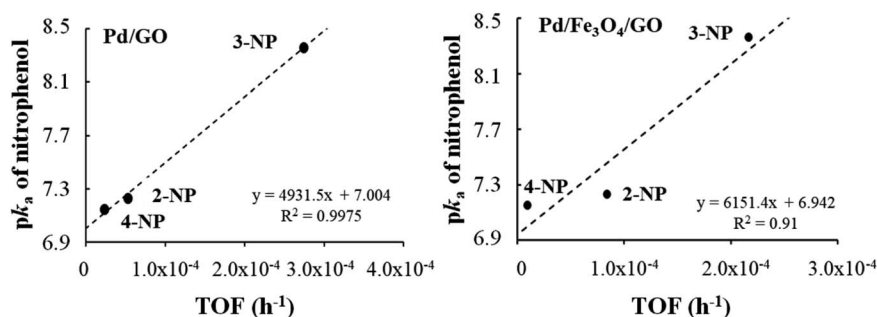 Pd/GO
pkₐ of nitrophenol
8.5
8.1
7.7
7.3
6.9
3-NP
2-NP
4-NP
y = 4931.5x + 7.004
R² = 0.9975
0
1.0x10⁻⁴
2.0x10⁻⁴
3.0x10⁻⁴
4.0x10⁻⁴
TOF (h⁻¹)
Pd/Fe₃O₄/GO
pkₐ of nitrophenol
8.5
8.1
7.7
7.3
6.9
3-NP
4-NP
2-NP
y = 6151.4x + 6.942
R² = 0.91
0
1.0x10⁻⁴
2.0x10⁻⁴
3.0x10⁻⁴
TOF (h⁻¹)